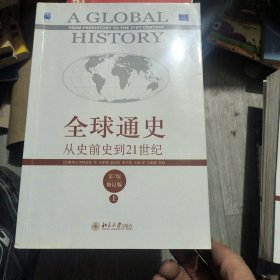 A GLOBAL
HISTORY
FROM PREHISTORY TO THE 21ST CENTURY
全球通史
从史前史到21世纪
第7版
修订版
下
北京大学出版社